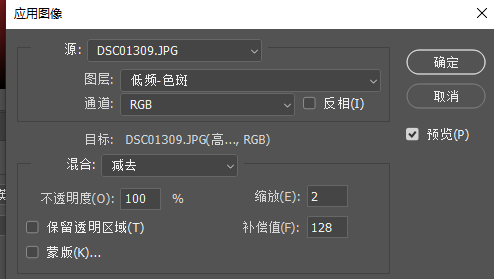 应用图像
源: DSC01309.JPG
确定
图层: 低频-色斑
取消
通道: RGB 反相(I)
预览(P)
目标: DSC01309.JPG(高..., RGB)
混合: 减去
不透明度(O): 100 % 缩放(E): 2
保留透明区域(T) 补偿值(F): 128
蒙版(K)...